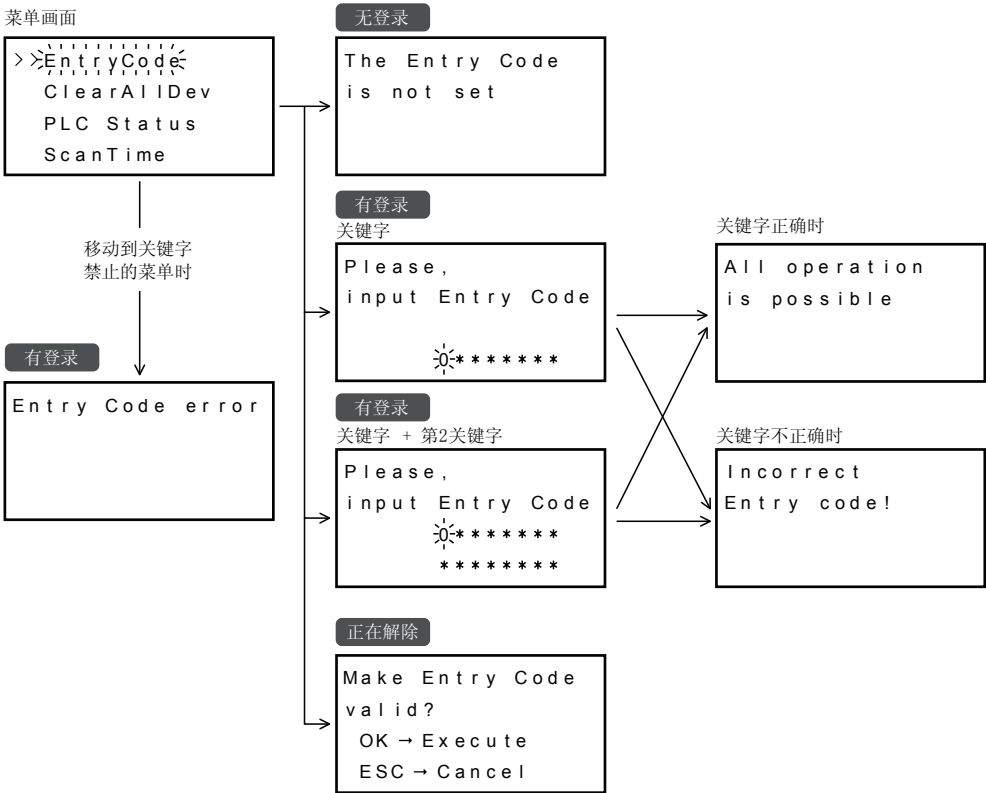 菜单画面
>>EntryCode
ClearAllDev
PLC Status
ScanTime
移动到关键字
禁止的菜单时
有登录
Entry Code error
无登录
The Entry Code
is not set
有登录
关键字
Please,
input Entry Code
0*******
有登录
关键字 + 第2关键字
Please,
input Entry Code
0*******
********
正在解除
Make Entry Code
valid?
OK → Execute
ESC → Cancel
关键字正确时
All operation
is possible
关键字不正确时
Incorrect
Entry code!